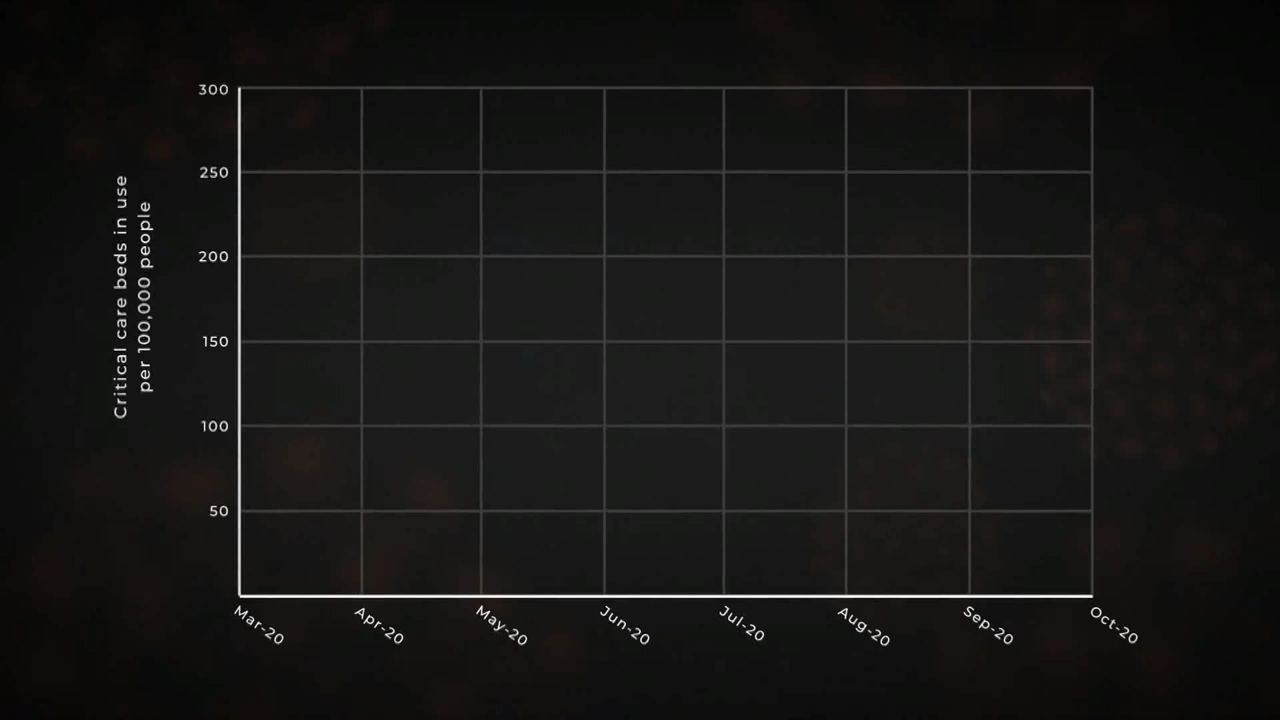 300
250
200
150
100
50
Critical care beds in use
per 100,000 people
Mar-20
Apr-20
May-20
Jun-20
Jul-20
Aug-20
Sep-20
Oct-20